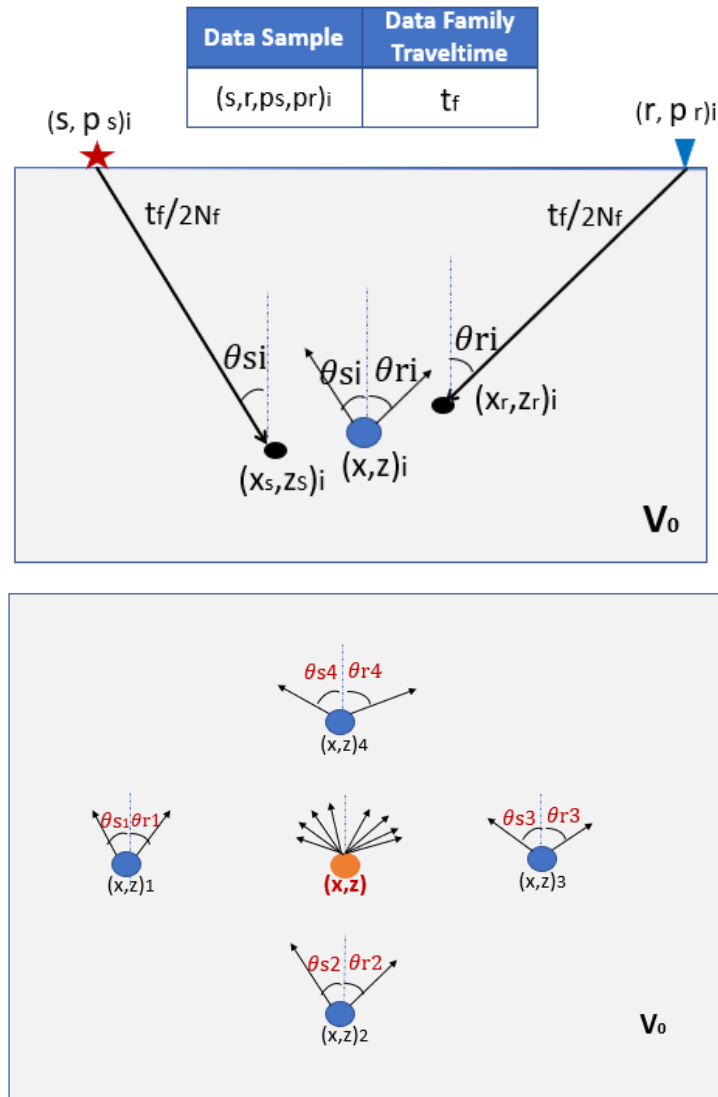 Data Sample
Data Family Traveltime
(s,r,ps,pr)i
tf
(s, p s)i
(r, p r)i
tf/2Nf
tf/2Nf
θsi
θsi
θri
θri
(xs,zs)i
(x,z)i
(xr,zr)i
V0
θs4
θr4
(x,z)4
θs1
θr1
(x,z)1
(x,z)
θs3
θr3
(x,z)3
θs2
θr2
(x,z)2
V0